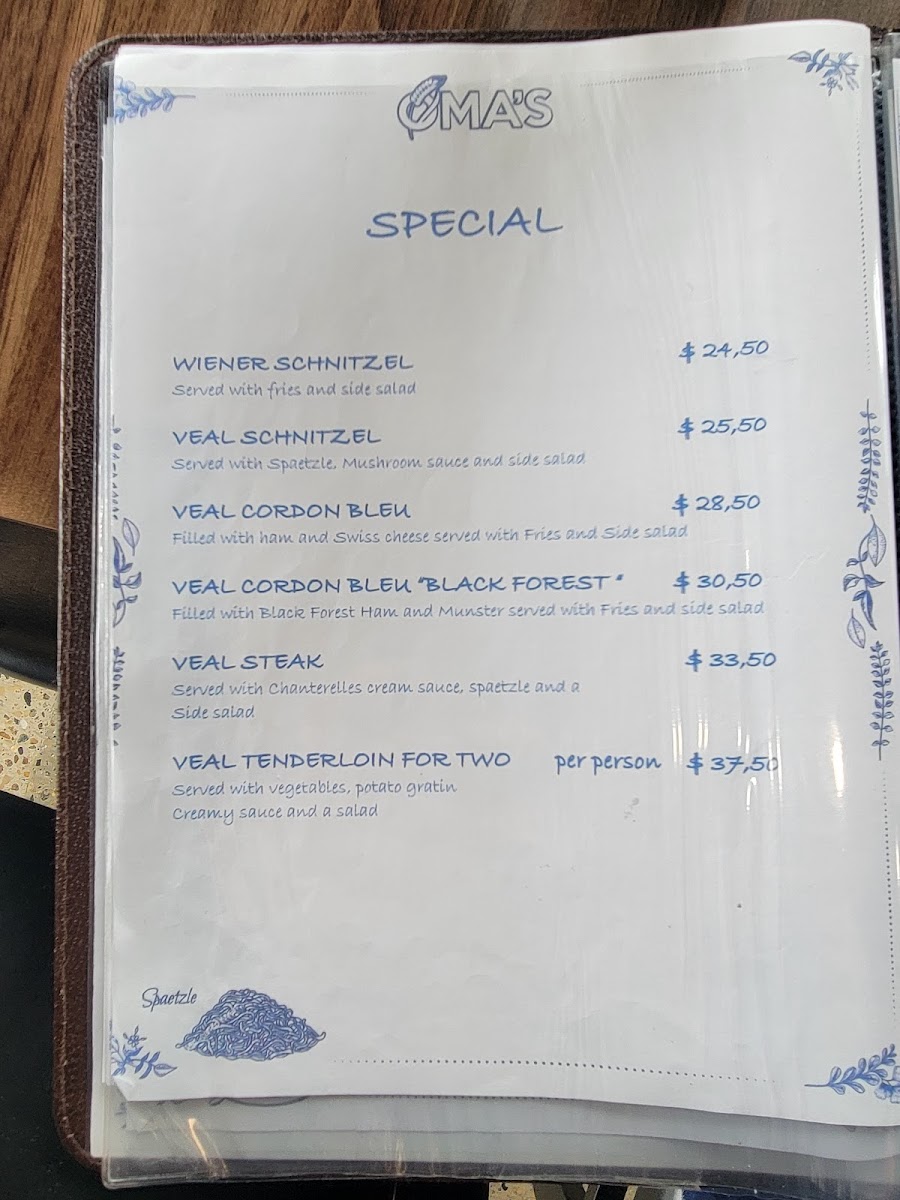 OMA'S
SPECIAL
WIENER SCHNITZEL $ 24,50
Served with fries and side salad
VEAL SCHNITZEL $ 25,50
Served with Spaetzle, Mushroom sauce and side salad
VEAL CORDON BLEU $ 28,50
Filled with ham and Swiss cheese served with Fries and Side salad
VEAL CORDON BLEU "BLACK FOREST" $ 30,50
Filled with Black Forest Ham and Munster served with Fries and side salad
VEAL STEAK $ 33,50
Served with Chanterelles cream sauce, spaetzle and a
Side salad
VEAL TENDERLOIN FOR TWO per person $ 37,50
Served with vegetables, potato gratin
Creamy sauce and a salad
Spaetzle